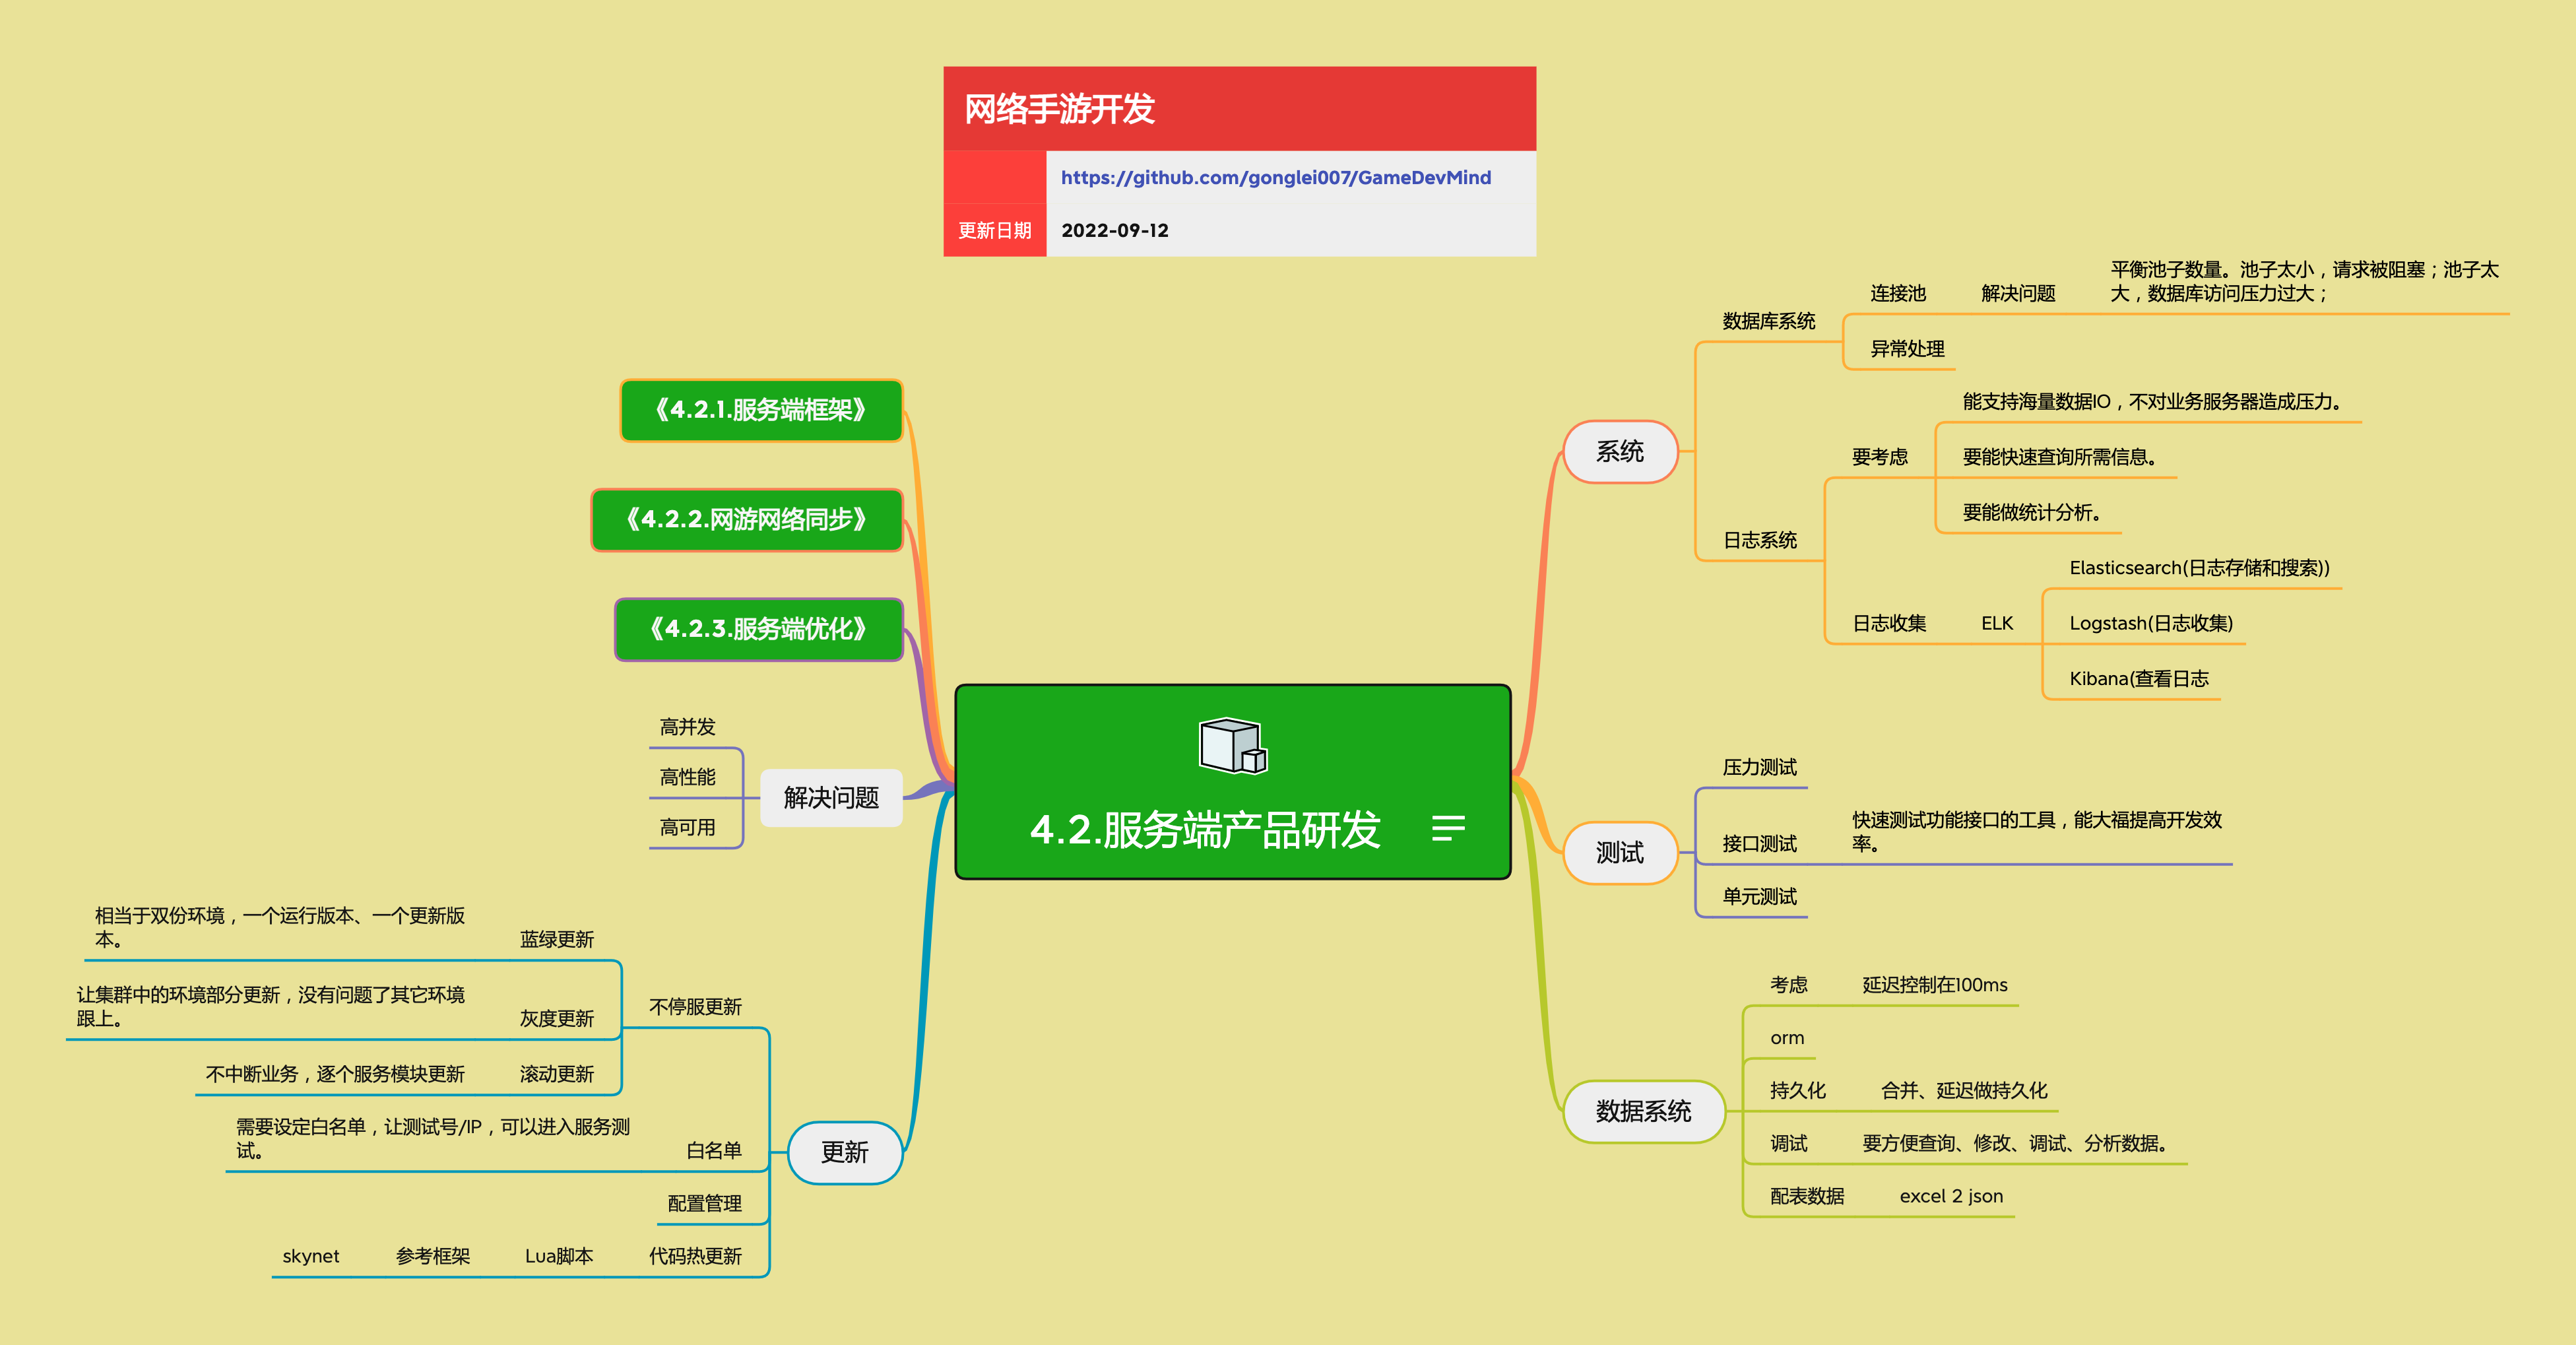 网络手游开发
https://github.com/gonglei007/GameDevMind
更新日期
2022-09-12
4.2.服务端产品研发
《4.2.1.服务端框架》
《4.2.2.网游网络同步》
《4.2.3.服务端优化》
解决问题
高并发
高性能
高可用
更新
不停服更新
蓝绿更新
相当于双份环境，一个运行版本、一个更新版
本。
灰度更新
让集群中的环境部分更新，没有问题了其它环境
跟上。
滚动更新
不中断业务，逐个服务模块更新
白名单
需要设定白名单，让测试号/IP，可以进入服务测
试。
配置管理
代码热更新
Lua脚本
参考框架
skynet
系统
数据库系统
连接池
解决问题
平衡池子数量。池子太小，请求被阻塞；池子太
大，数据库访问压力过大；
异常处理
日志系统
要考虑
能支持海量数据IO，不对业务服务器造成压力。
要能快速查询所需信息。
要能做统计分析。
日志收集
ELK
Elasticsearch(日志存储和搜索))
Logstash(日志收集)
Kibana(查看日志
测试
压力测试
接口测试
快速测试功能接口的工具，能大福提高开发效
率。
单元测试
数据系统
考虑
延迟控制在100ms
orm
持久化
合并、延迟做持久化
调试
要方便查询、修改、调试、分析数据。
配表数据
excel 2 json